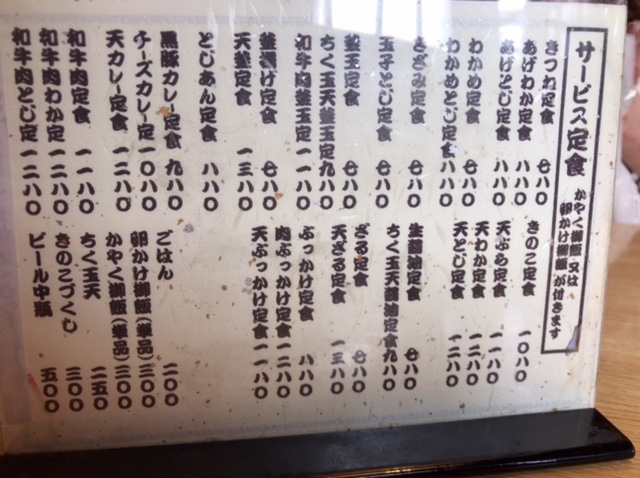 サービス定食
かやく御飯又は
卵かけ御飯が付きます
きつね定食 七八〇
あげわか定食 八八〇
あげとじ定食 八八〇
わかめ定食 七八〇
わかめとじ定食 八八〇
きざみ定食 七八〇
玉子とじ定食 八八〇
釜玉定食 七八〇
ちく玉天釜玉定 九八〇
和牛肉釜玉定 一一八〇
釜揚げ定食 七八〇
天釜定食 一三八〇
とじあん定食 八八〇
黒豚カレー定食 九八〇
チーズカレー定 一〇八〇
天カレー定食 一二八〇
和牛肉定食 一一八〇
和牛肉わか定 一二八〇
和牛肉とじ定 一二八〇
きのこ定食 一〇八〇
天ぷら定食 一一八〇
天わか定食 一二八〇
天とじ定食 一二八〇
生醤油定食 七八〇
ちく玉天醤油定食 九八〇
ざる定食 七八〇
天ざる定食 一三八〇
ぶっかけ定食 八八〇
肉ぶっかけ定食 一二八〇
天ぶっかけ定食 一一八〇
ごはん 二〇〇
卵かけ御飯(単品) 三〇〇
かやく御飯(単品) 三〇〇
ちく玉天 二五〇
きのこづくし 三〇〇
ビール中瓶 五〇〇